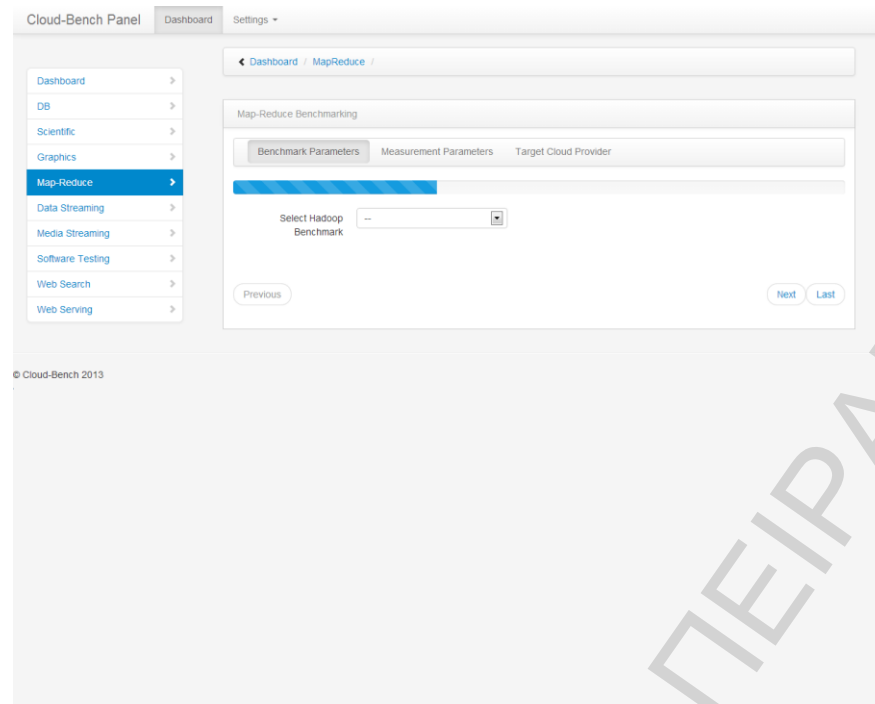 Cloud-Bench Panel Dashboard Settings
Dashboard / MapReduce /
Dashboard
DB
Scientific
Graphics
Map-Reduce
Data Streaming
Media Streaming
Software Testing
Web Search
Web Serving
Map-Reduce Benchmarking
Benchmark Parameters Measurement Parameters Target Cloud Provider
Select Hadoop
Benchmark
--
Previous Next Last
© Cloud-Bench 2013
ΠΕΙΡΑ